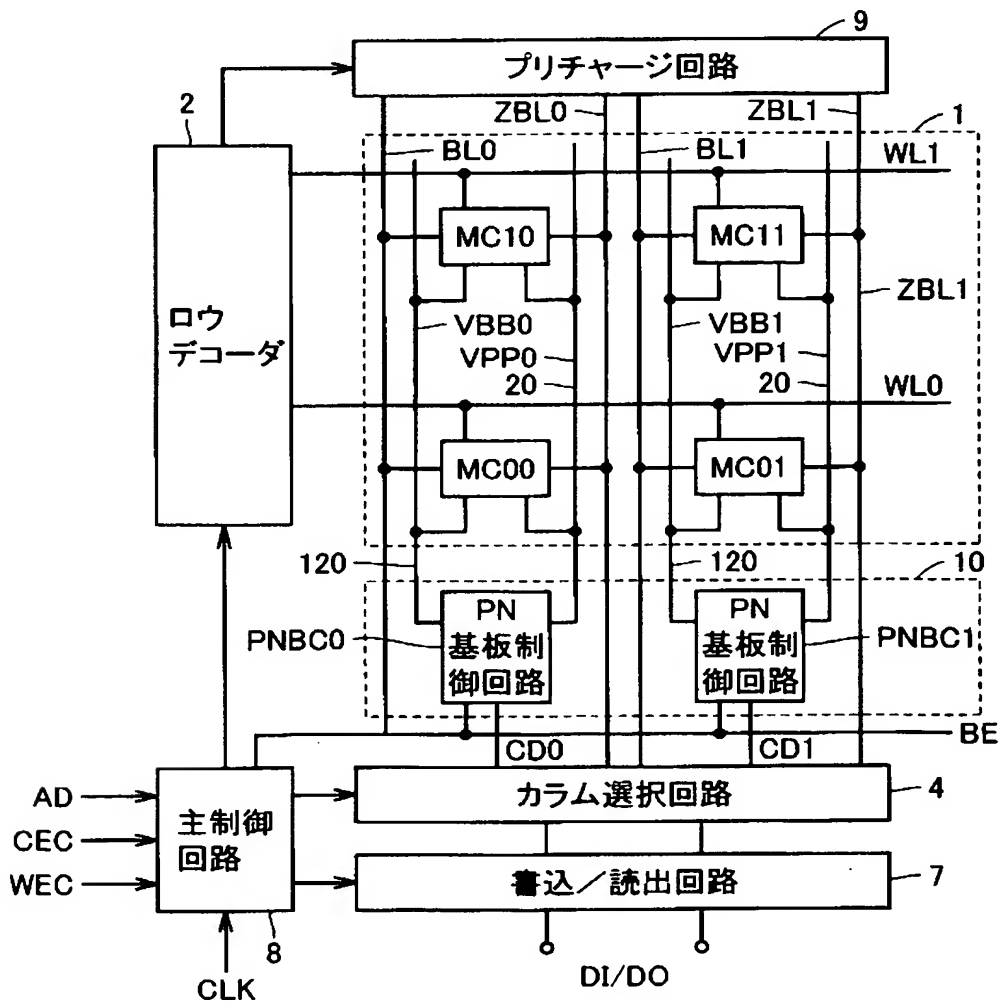 9
プリチャージ回路
2
ZBL0
ZBL1
1
BL0
BL1
WL1
MC10
MC11
ZBL1
VBB0
VBB1
ロウ
デコーダ
VPP0
VPP1
20
20
WL0
MC00
MC01
120
120
10
PN
基板制
御回路
PN
基板制
御回路
PNBC0
PNBC1
BE
CD0
CD1
AD
CEC
WEC
主制御
回路
カラム選択回路
4
書込/読出回路
7
8
CLK
DI/DO